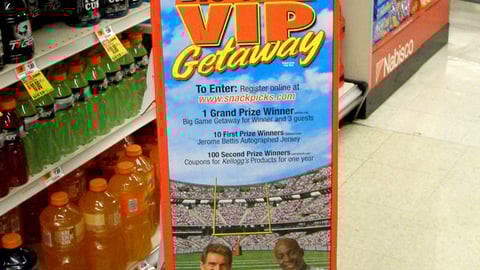 VIP
Getaway
To Enter: Register online at
www.snackpicks.com
1 Grand Prize Winner
Big Game Getaway for Winner and 3 guests
10 First Prize Winners
Jerome Bettis Autographed Jersey
100 Second Prize Winners
Coupons for Kellogg's Products for one year
Nabisco